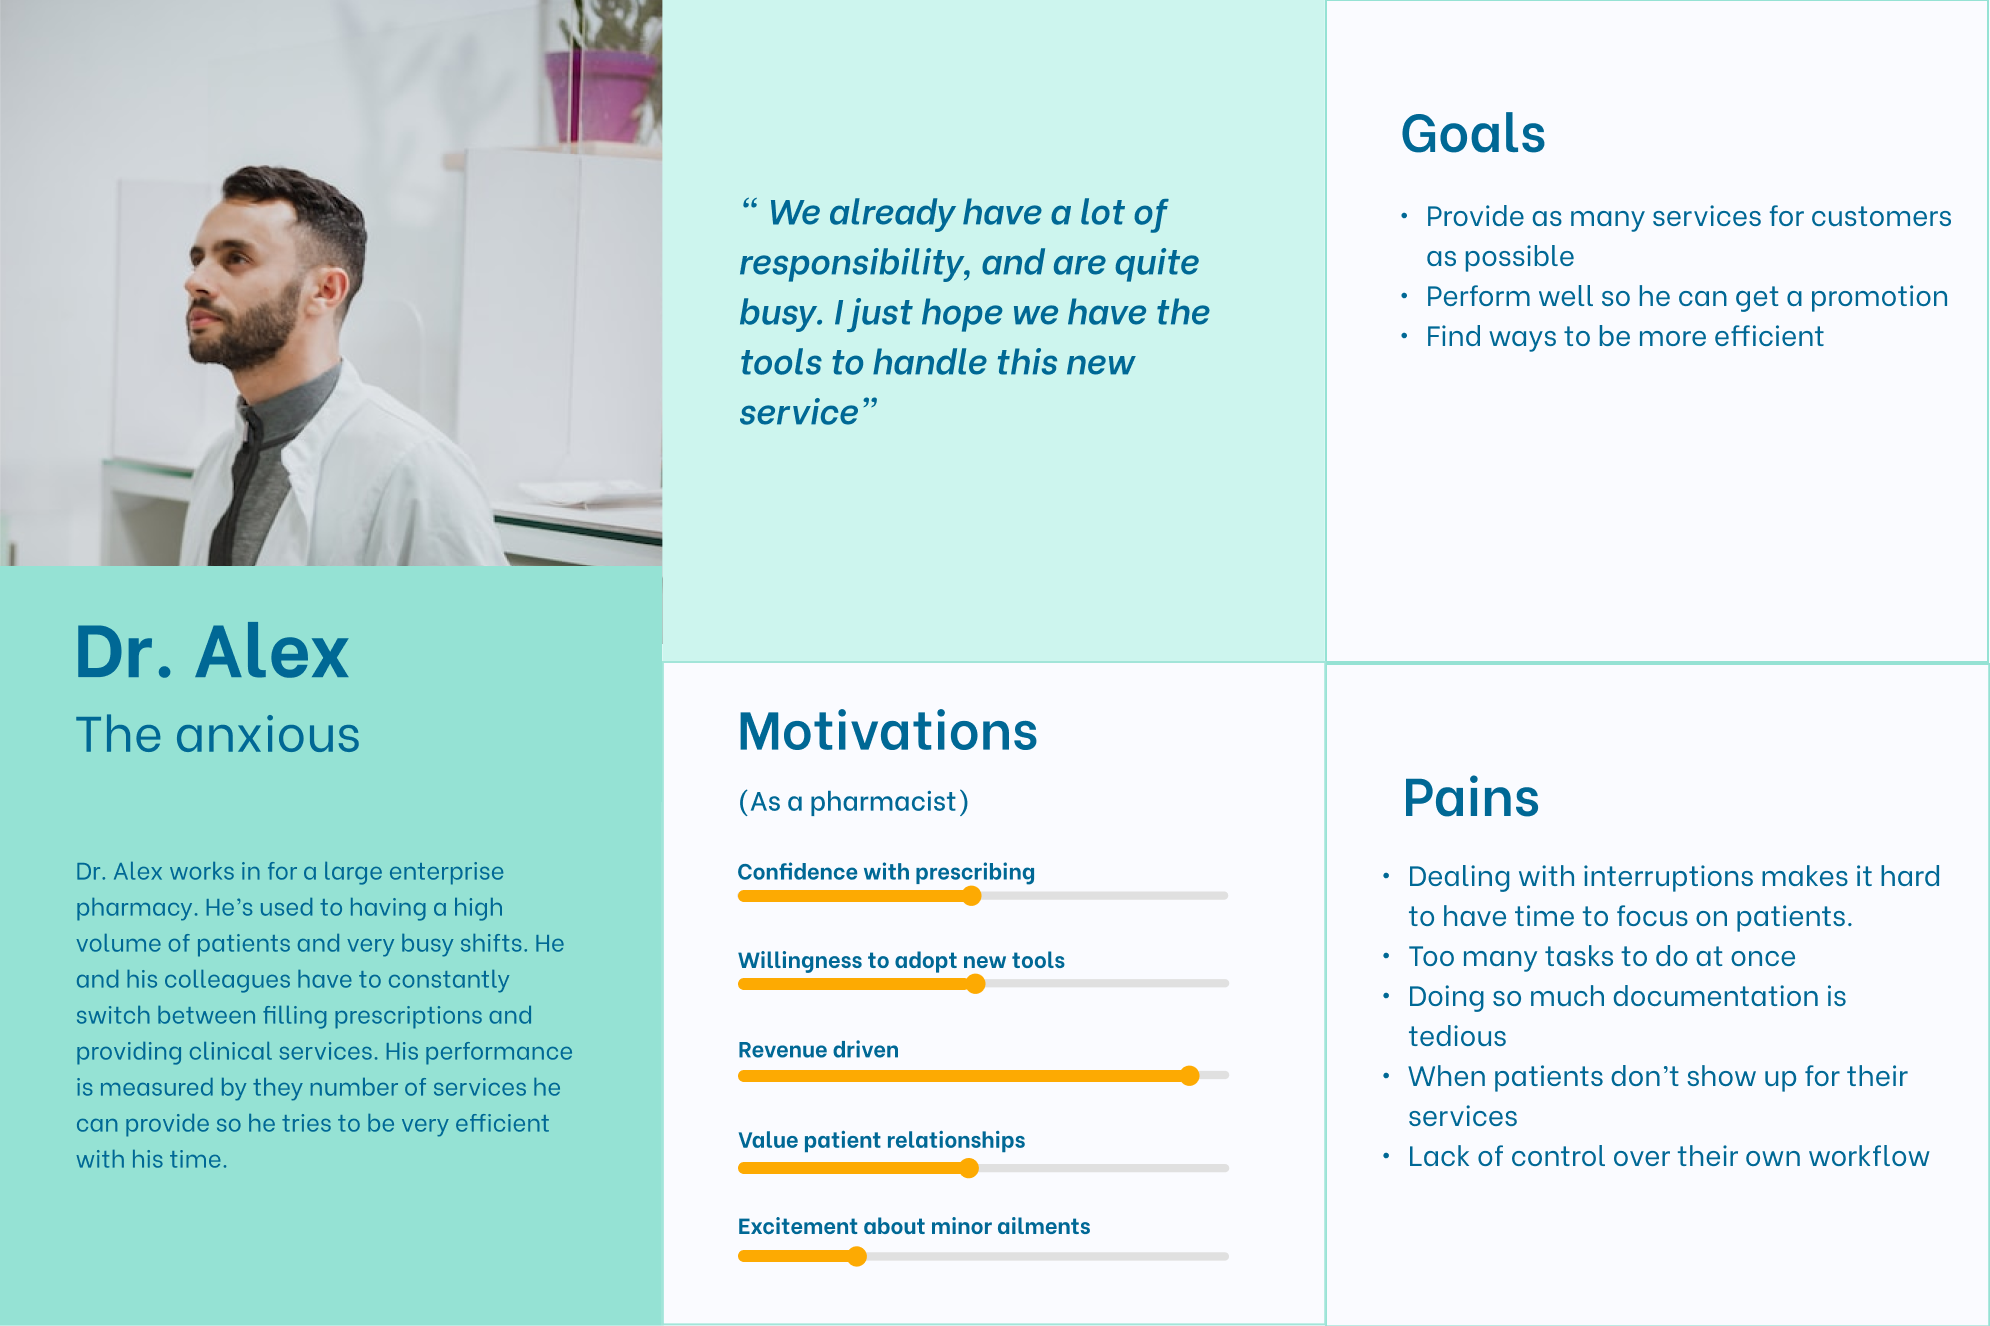 Dr. Alex
The anxious
Dr. Alex works in for a large enterprise
pharmacy. He’s used to having a high
volume of patients and very busy shifts. He
and his colleagues have to constantly
switch between filling prescriptions and
providing clinical services. His performance
is measured by they number of services he
can provide so he tries to be very efficient
with his time.
“ We already have a lot of
responsibility, and are quite
busy. I just hope we have the
tools to handle this new
service”
Motivations
(As a pharmacist)
Confidence with prescribing
Willingness to adopt new tools
Revenue driven
Value patient relationships
Excitement about minor ailments
Goals
• Provide as many services for customers
as possible
• Perform well so he can get a promotion
• Find ways to be more efficient
Pains
• Dealing with interruptions makes it hard
to have time to focus on patients.
• Too many tasks to do at once
• Doing so much documentation is
tedious
• When patients don’t show up for their
services
• Lack of control over their own workflow